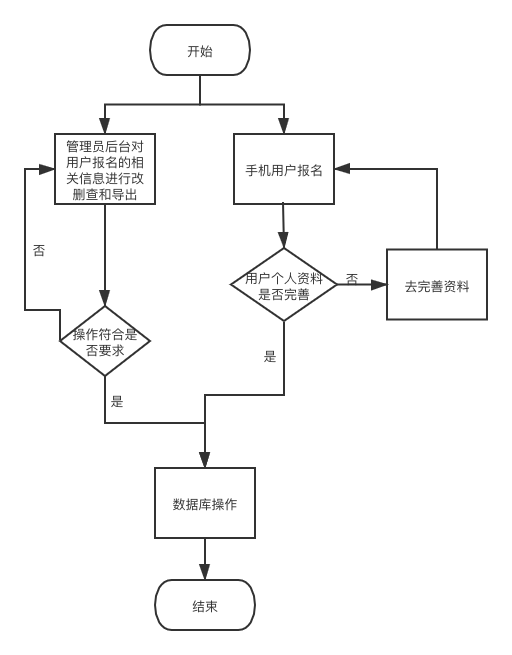 开始
管理员后台对
用户报名的相
关信息进行改
删查和导出
手机用户报名
否
用户个人资料
是否完善
否
去完善资料
操作符合是
否要求
是
是
数据库操作
结束